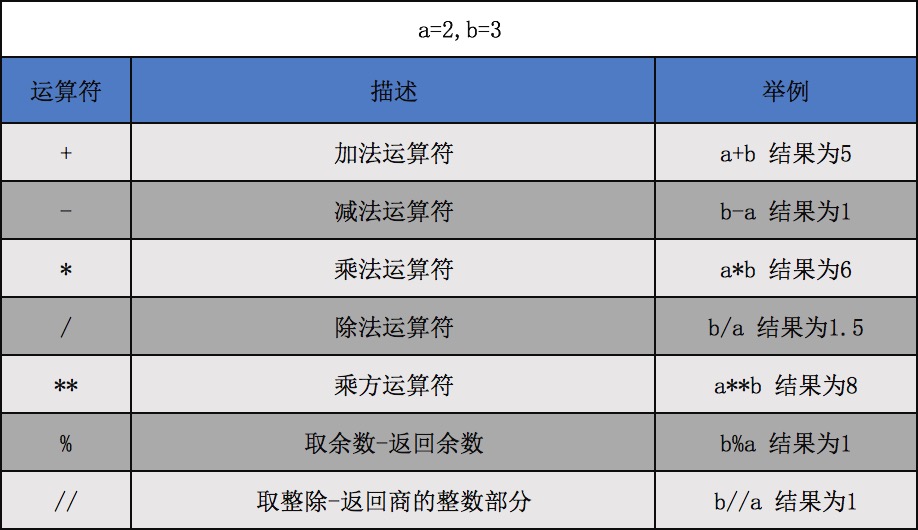 a=2,b=3
运算符 描述 举例
+ 加法运算符 a+b 结果为5
- 减法运算符 b-a 结果为1
* 乘法运算符 a*b 结果为6
/ 除法运算符 b/a 结果为1.5
** 乘方运算符 a**b 结果为8
% 取余数-返回余数 b%a 结果为1
// 取整除-返回商的整数部分 b//a 结果为1